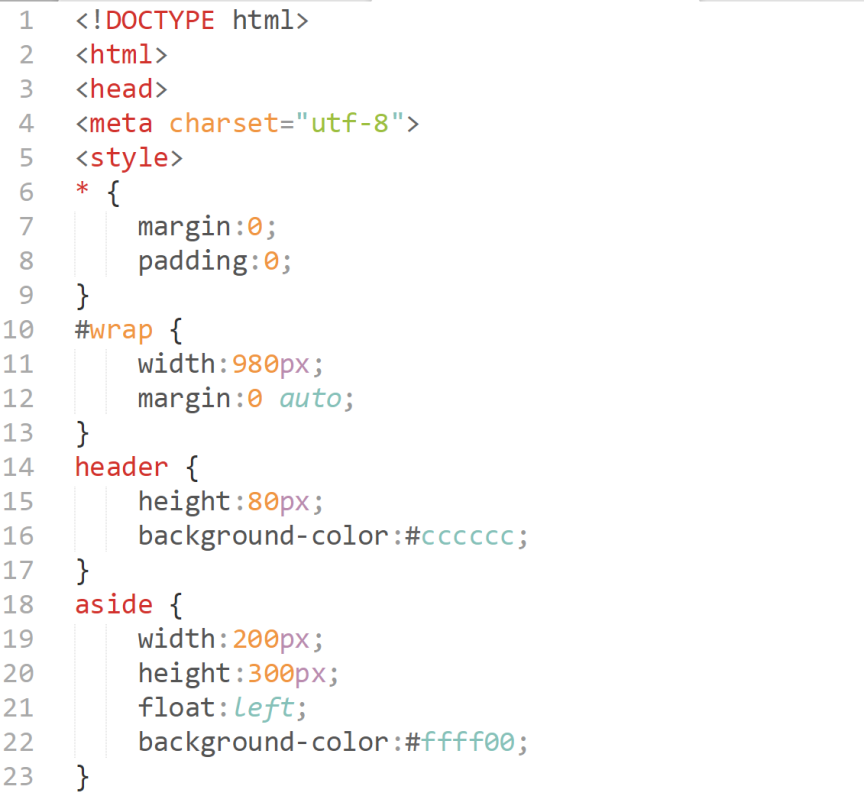 1 <!DOCTYPE html>
2 <html>
3 <head>
4 <meta charset="utf-8">
5 <style>
6 * {
7     margin:0;
8     padding:0;
9 }
10 #wrap {
11     width:980px;
12     margin:0 auto;
13 }
14 header {
15     height:80px;
16     background-color:#cccccc;
17 }
18 aside {
19     width:200px;
20     height:300px;
21     float:left;
22     background-color:#ffff00;
23 }